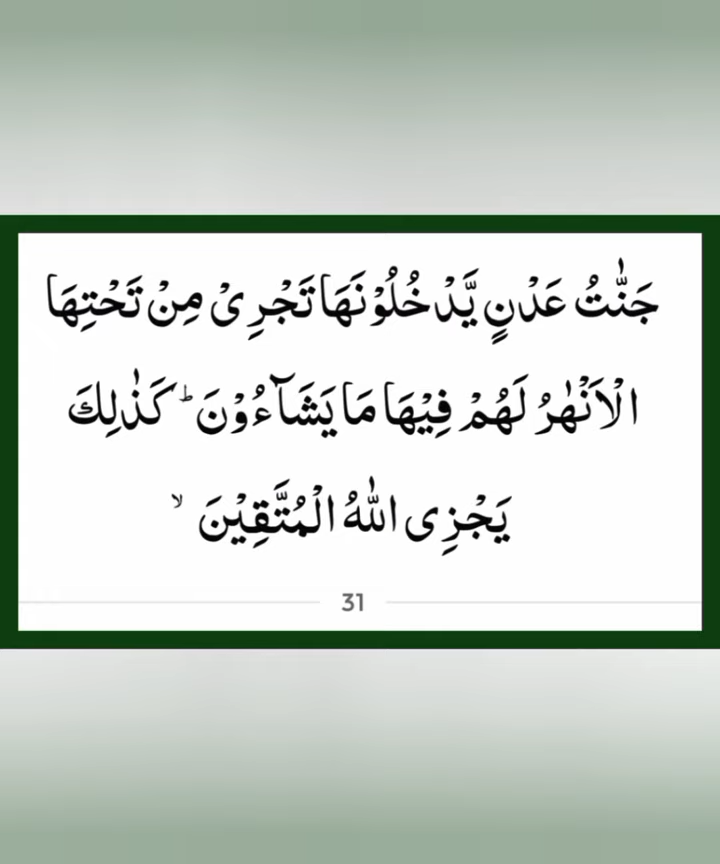 جَنّٰتُ عَدْنٍ يَّدْخُلُوْنَهَا تَجْرِىْ مِنْ تَحْتِهَا
الْاَنْهٰرُ لَهُمْ فِيْهَا مَا يَشَآءُوْنَ ؕ كَذٰلِكَ
يَجْزِى اللّٰهُ الْمُتَّقِيْنَ ۙ
31